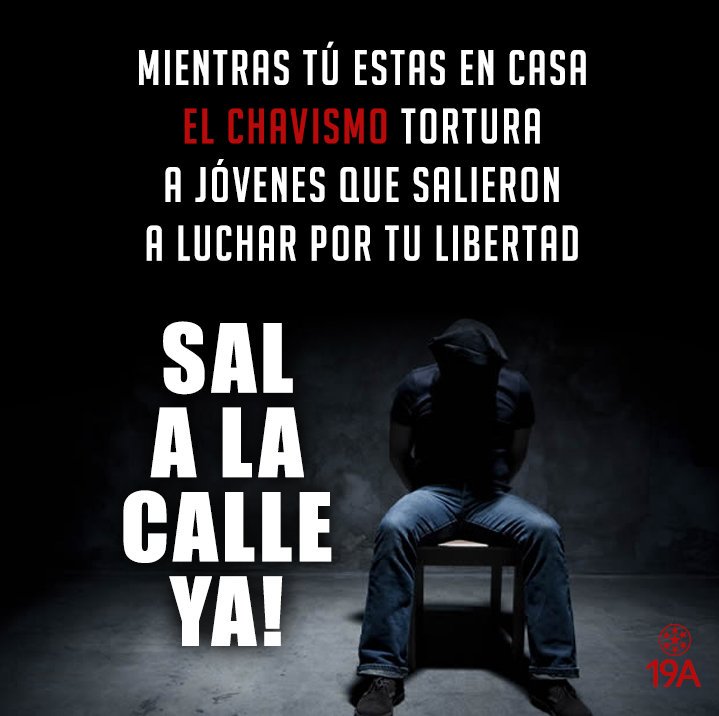 MIENTRAS TÚ ESTAS EN CASA
EL CHAVISMO TORTURA
A JÓVENES QUE SALIERON
A LUCHAR POR TU LIBERTAD
SAL
A LA
CALLE
YA!
19A